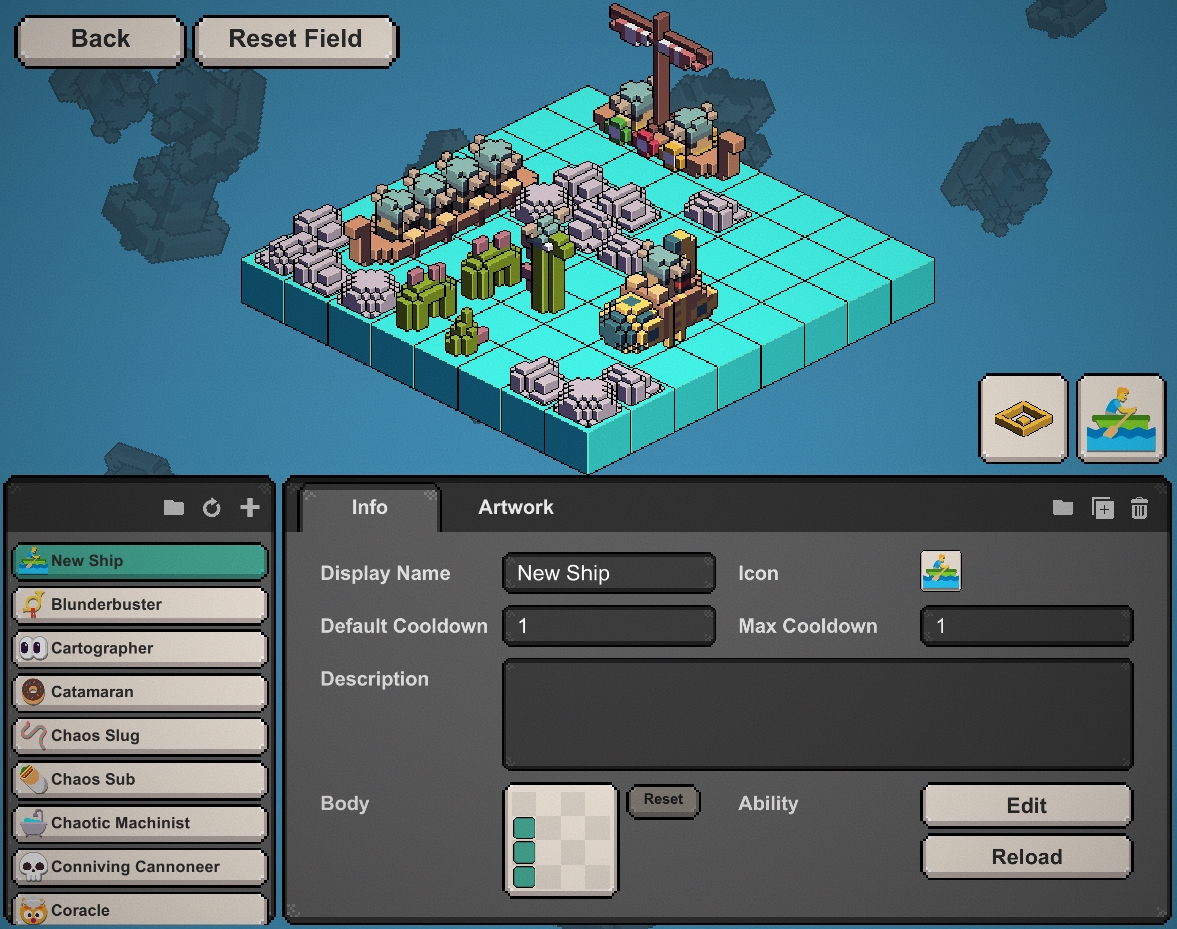 Back
Reset Field
Info
Artwork
New Ship
Blunderbuster
Cartographer
Catamaran
Chaos Slug
Chaos Sub
Chaotic Machinist
Conniving Cannoneer
Coracle
Display Name
New Ship
Icon
Default Cooldown
1
Max Cooldown
1
Description
Body
Reset
Ability
Edit
Reload